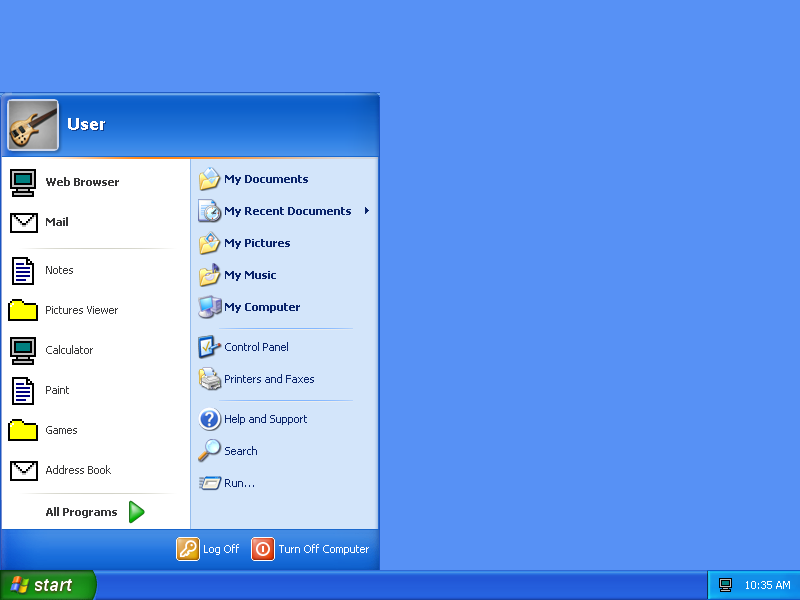 User
Web Browser
Mail
Notes
Pictures Viewer
Calculator
Paint
Games
Address Book
All Programs
My Documents
My Recent Documents
My Pictures
My Music
My Computer
Control Panel
Printers and Faxes
Help and Support
Search
Run...
Log Off
Turn Off Computer
start
10:35 AM